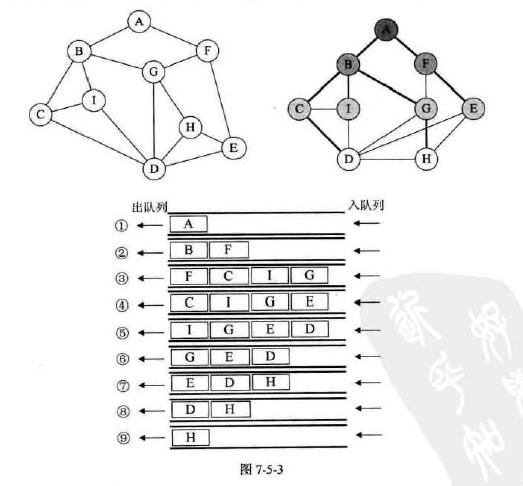 A
B
F
G
C
I
H
D
E
A
B
F
C
I
G
E
D
H
出队列 入队列
① A
② B F
③ F C I G
④ C I G E
⑤ I G E D
⑥ G E D
⑦ E D H
⑧ D H
⑨ H
图 7-5-3